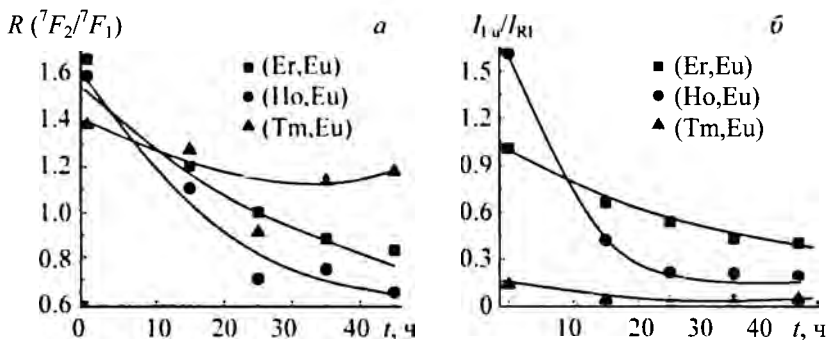 R (⁷F₂/⁷F₁)
а
(Er,Eu)
(Ho,Eu)
(Tm,Eu)
1.6
1.4
1.2
1.0
0.8
0.6
0
10
20
30
40
t, ч
б
(Er,Eu)
(Ho,Eu)
(Tm,Eu)
1.5
1.2
0.9
0.6
0.3
0
10
20
30
40
t, ч